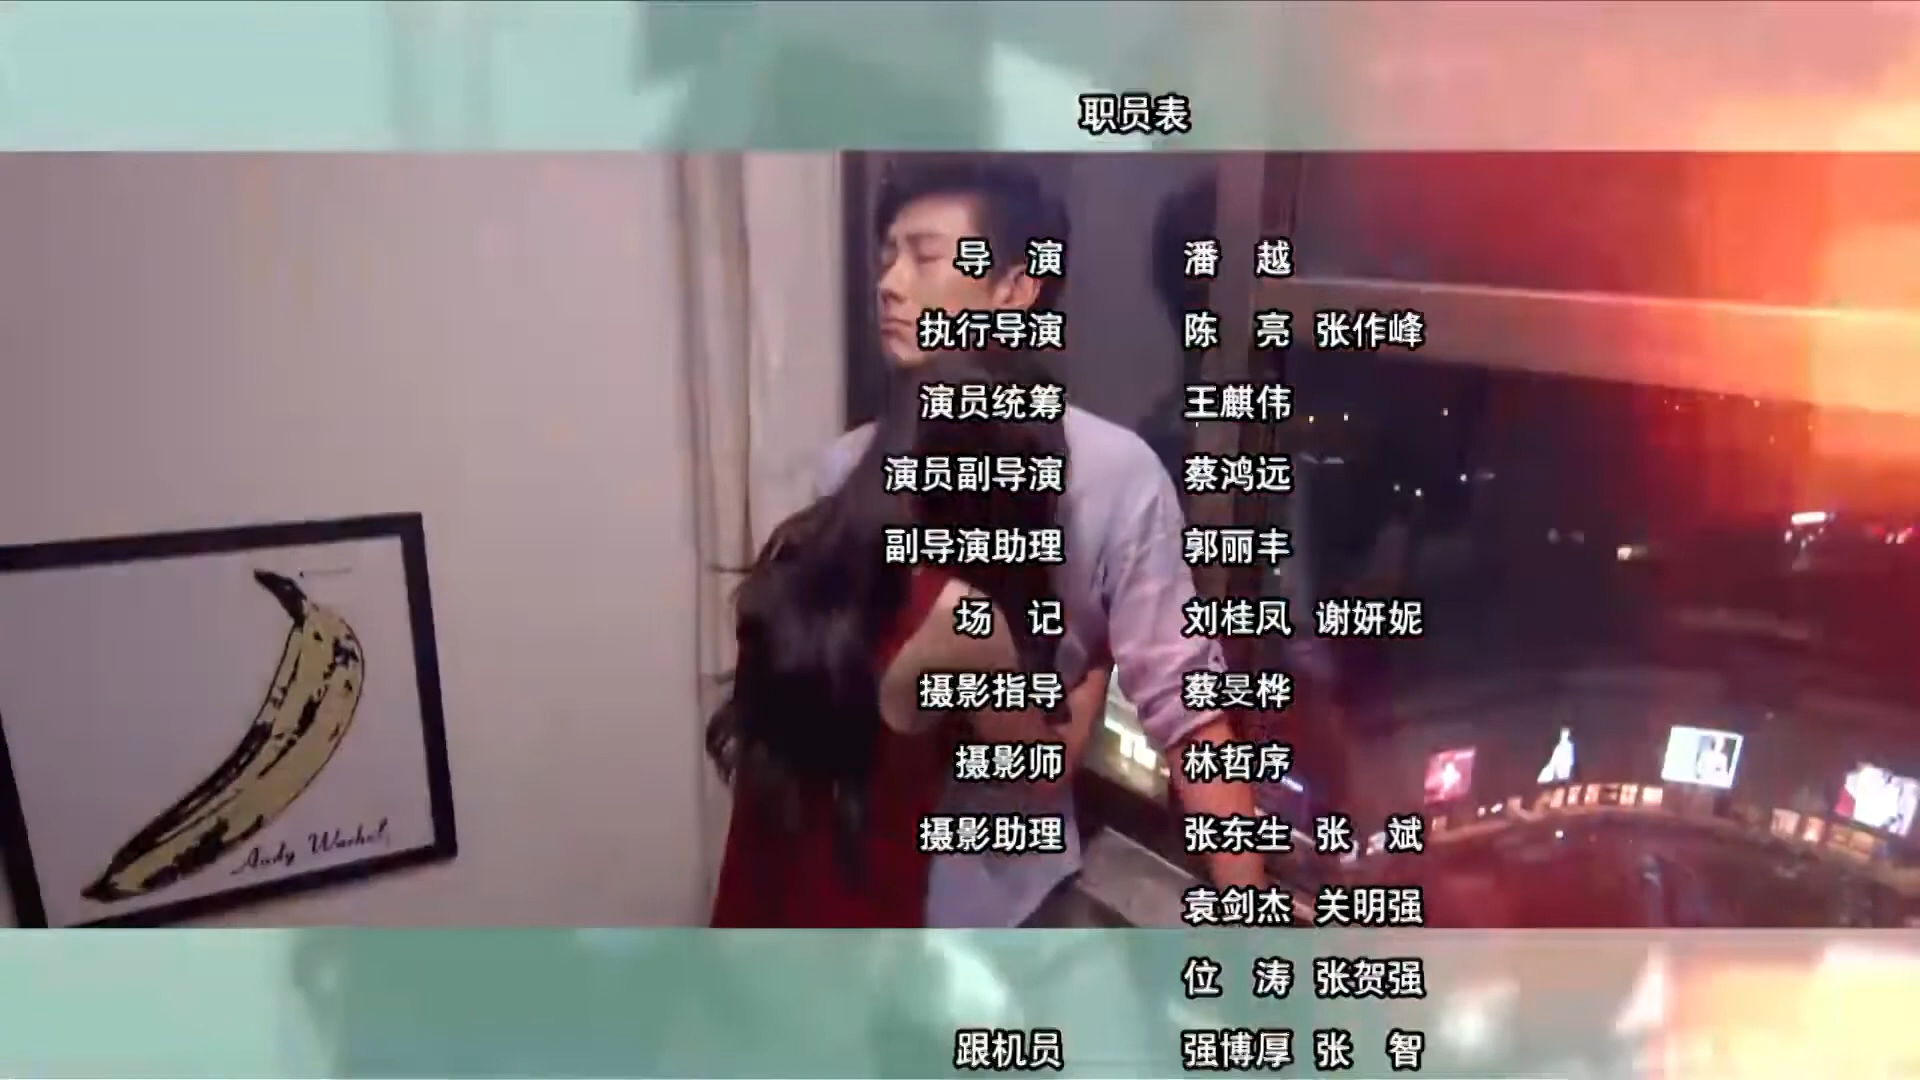 职员表
导　演　潘　越
执行导演　陈　亮　张作峰
演员统筹　王麒伟
演员副导演　蔡鸿远
副导演助理　郭丽丰
场　记　刘桂凤　谢妍妮
摄影指导　蔡旻桦
摄影师　林哲序
摄影助理　张东生　张　斌
袁剑杰　关明强
位　涛　张贺强
跟机员　强博厚　张　智
Andy Warhol